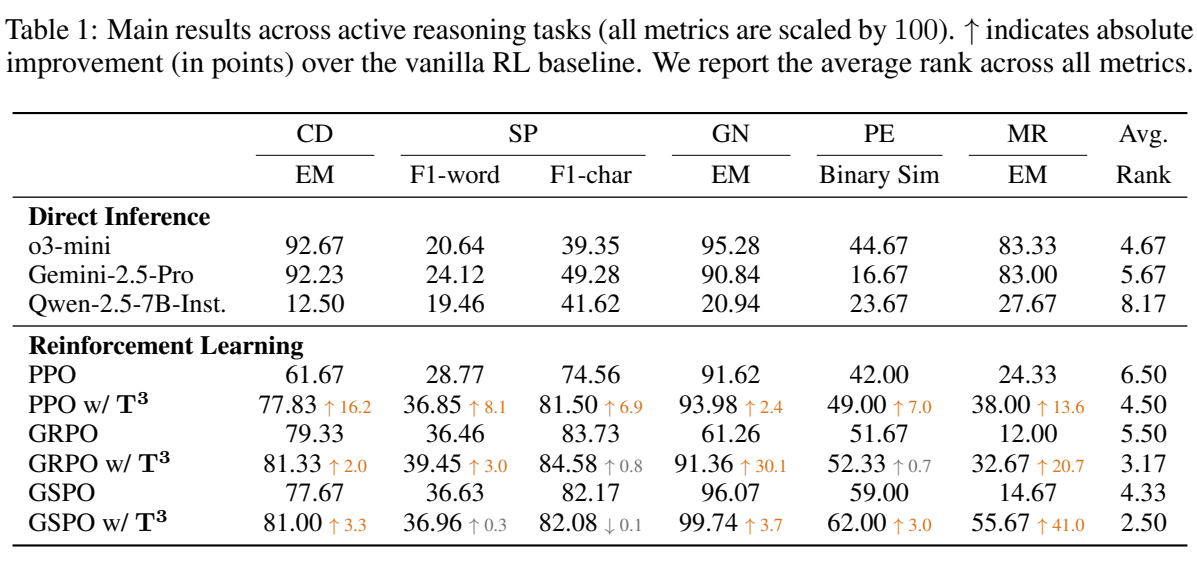 Table 1: Main results across active reasoning tasks (all metrics are scaled by 100). ↑ indicates absolute
improvement (in points) over the vanilla RL baseline. We report the average rank across all metrics.
CD SP GN PE MR Avg.
EM F1-word F1-char EM Binary Sim EM Rank
Direct Inference
o3-mini 92.67 20.64 39.35 95.28 44.67 83.33 4.67
Gemini-2.5-Pro 92.23 24.12 49.28 90.84 16.67 83.00 5.67
Qwen-2.5-7B-Inst. 12.50 19.46 41.62 20.94 23.67 27.67 8.17
Reinforcement Learning
PPO 61.67 28.77 74.56 91.62 42.00 24.33 6.50
PPO w/ T³ 77.83 ↑ 16.2 36.85 ↑ 8.1 81.50 ↑ 6.9 93.98 ↑ 2.4 49.00 ↑ 7.0 38.00 ↑ 13.6 4.50
GRPO 79.33 36.46 83.73 61.26 51.67 12.00 5.50
GRPO w/ T³ 81.33 ↑ 2.0 39.45 ↑ 3.0 84.58 ↑ 0.8 91.36 ↑ 30.1 52.33 ↑ 0.7 32.67 ↑ 20.7 3.17
GSPO 77.67 36.63 82.17 96.07 59.00 14.67 4.33
GSPO w/ T³ 81.00 ↑ 3.3 36.96 ↑ 0.3 82.08 ↓ 0.1 99.74 ↑ 3.7 62.00 ↑ 3.0 55.67 ↑ 41.0 2.50